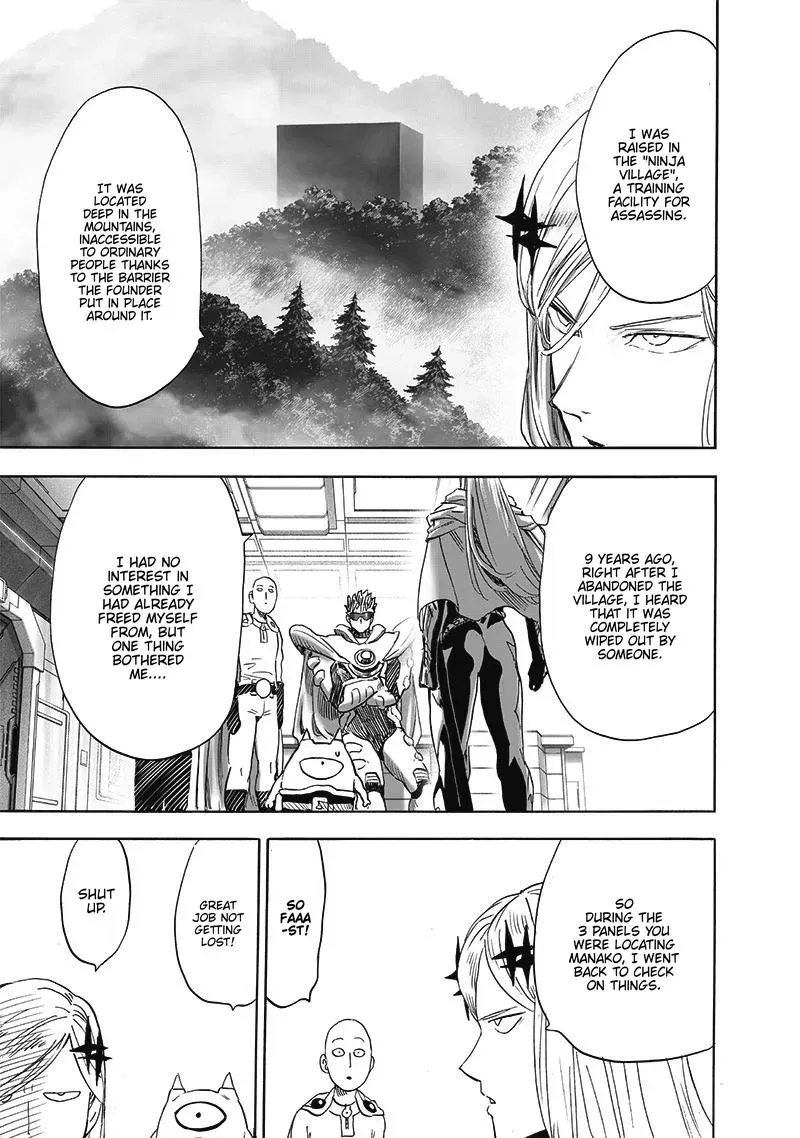 I WAS
RAISED IN
THE "NINJA
VILLAGE",
A TRAINING
FACILITY FOR
ASSASSINS.
IT WAS
LOCATED
DEEP IN THE
MOUNTAINS,
INACCESSIBLE
TO ORDINARY
PEOPLE THANKS
TO THE BARRIER
THE FOUNDER
PUT IN PLACE
AROUND IT.
9 YEARS AGO,
RIGHT AFTER I
ABANDONED THE
VILLAGE, I HEARD
THAT IT WAS
COMPLETELY
WIPED OUT BY
SOMEONE.
I HAD NO
INTEREST IN
SOMETHING I
HAD ALREADY
FREED MYSELF
FROM, BUT
ONE THING
BOTHERED
ME....
SO
DURING THE
3 PANELS YOU
WERE LOCATING
MANAKO, I WENT
BACK TO CHECK
ON THINGS.
SO
FAAA
-ST!
GREAT
JOB NOT
GETTING
LOST!
SHUT
UP.